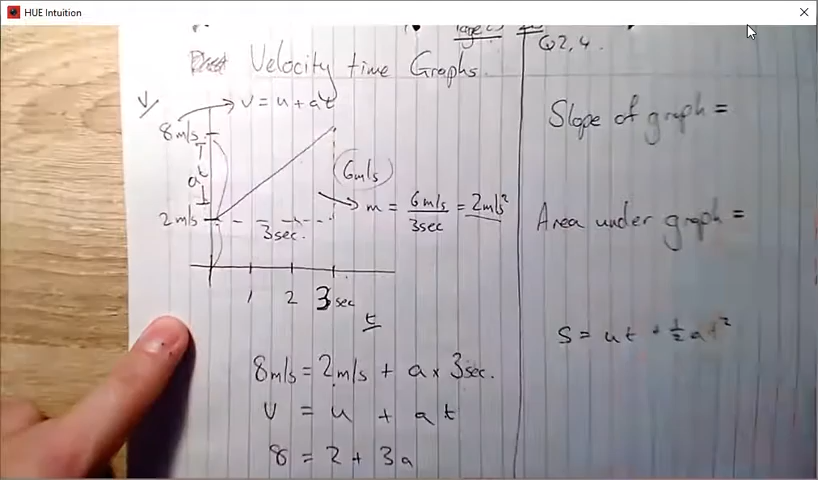 HUE Intuition
Q2, 4.
Velocity time Graphs.
V
v = u + at
8m/s
at
2m/s
3sec.
6m/s
m = 6m/s / 3sec = 2m/s²
1 2 3 sec
t
8m/s = 2m/s + a x 3sec.
v = u + at
8 = 2 + 3a
Slope of graph =
Area under graph =
S = ut + ½at²